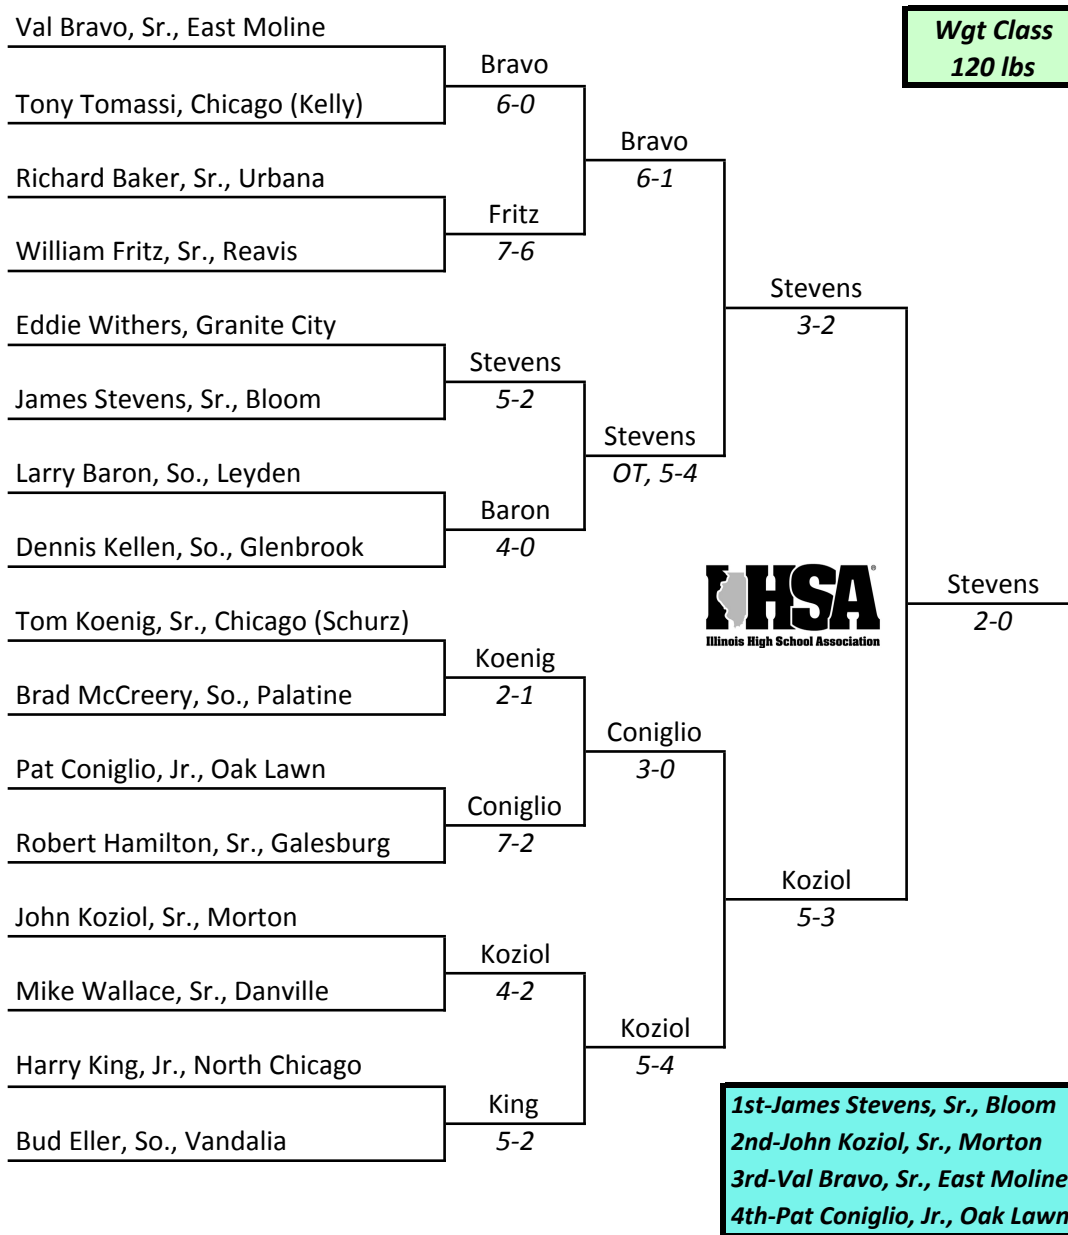 Val Bravo, Sr., East Moline
Wgt Class
120 lbs
Bravo
6-0
Tony Tomassi, Chicago (Kelly)
Bravo
6-1
Richard Baker, Sr., Urbana
Fritz
7-6
William Fritz, Sr., Reavis
Stevens
3-2
Eddie Withers, Granite City
Stevens
5-2
James Stevens, Sr., Bloom
Stevens
OT, 5-4
Larry Baron, So., Leyden
Baron
4-0
Dennis Kellen, So., Glenbrook
IHSA®
Illinois High School Association
Stevens
2-0
Tom Koenig, Sr., Chicago (Schurz)
Koenig
2-1
Brad McCreery, So., Palatine
Coniglio
3-0
Pat Coniglio, Jr., Oak Lawn
Coniglio
7-2
Robert Hamilton, Sr., Galesburg
Koziol
5-3
John Koziol, Sr., Morton
Koziol
4-2
Mike Wallace, Sr., Danville
Koziol
5-4
Harry King, Jr., North Chicago
King
5-2
Bud Eller, So., Vandalia
1st-James Stevens, Sr., Bloom
2nd-John Koziol, Sr., Morton
3rd-Val Bravo, Sr., East Moline
4th-Pat Coniglio, Jr., Oak Lawn